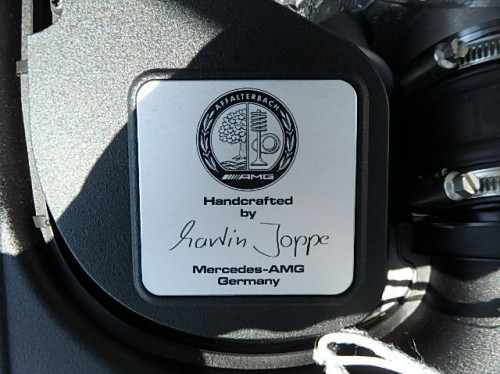 AFFALTERBACH
AMG
Handcrafted
by
Martin Joppe
Mercedes-AMG
Germany